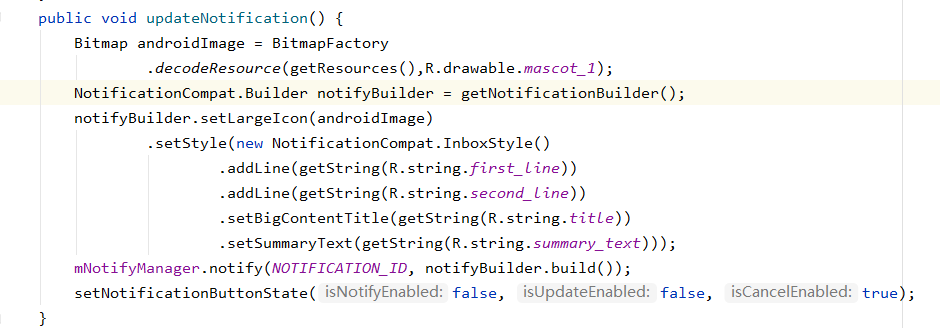 public void updateNotification() {
Bitmap androidImage = BitmapFactory
.decodeResource(getResources(),R.drawable.mascot_1);
NotificationCompat.Builder notifyBuilder = getNotificationBuilder();
notifyBuilder.setLargeIcon(androidImage)
.setStyle(new NotificationCompat.InboxStyle()
.addLine(getString(R.string.first_line))
.addLine(getString(R.string.second_line))
.setBigContentTitle(getString(R.string.title))
.setSummaryText(getString(R.string.summary_text)));
mNotifyManager.notify(NOTIFICATION_ID, notifyBuilder.build());
setNotificationButtonState( isNotifyEnabled: false, isUpdateEnabled: false, isCancelEnabled: true);
}